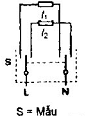 I₁
I₂
S
L N
S = Mẫu